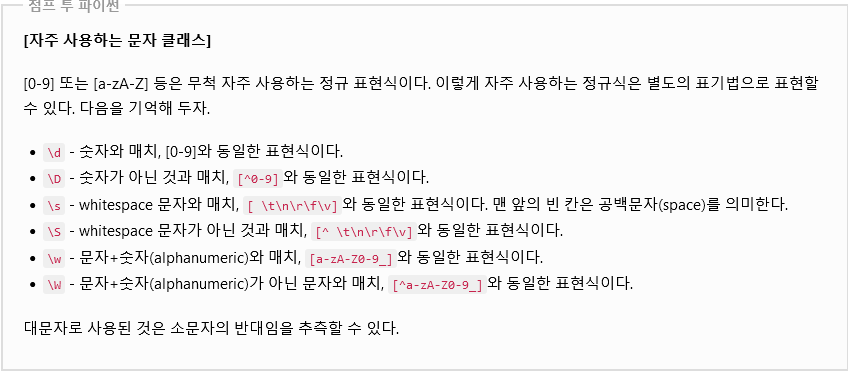 점프 투 파이썬
[자주 사용하는 문자 클래스]
[0-9] 또는 [a-zA-Z] 등은 무척 자주 사용하는 정규 표현식이다. 이렇게 자주 사용하는 정규식은 별도의 표기법으로 표현할
수 있다. 다음을 기억해 두자.
• \d - 숫자와 매치, [0-9]와 동일한 표현식이다.
• \D - 숫자가 아닌 것과 매치, [^0-9]와 동일한 표현식이다.
• \s - whitespace 문자와 매치, [ \t\n\r\f\v]와 동일한 표현식이다. 맨 앞의 빈 칸은 공백문자(space)를 의미한다.
• \S - whitespace 문자가 아닌 것과 매치, [^ \t\n\r\f\v]와 동일한 표현식이다.
• \w - 문자+숫자(alphanumeric)와 매치, [a-zA-Z0-9_]와 동일한 표현식이다.
• \W - 문자+숫자(alphanumeric)가 아닌 문자와 매치, [^a-zA-Z0-9_]와 동일한 표현식이다.
대문자로 사용된 것은 소문자의 반대임을 추측할 수 있다.